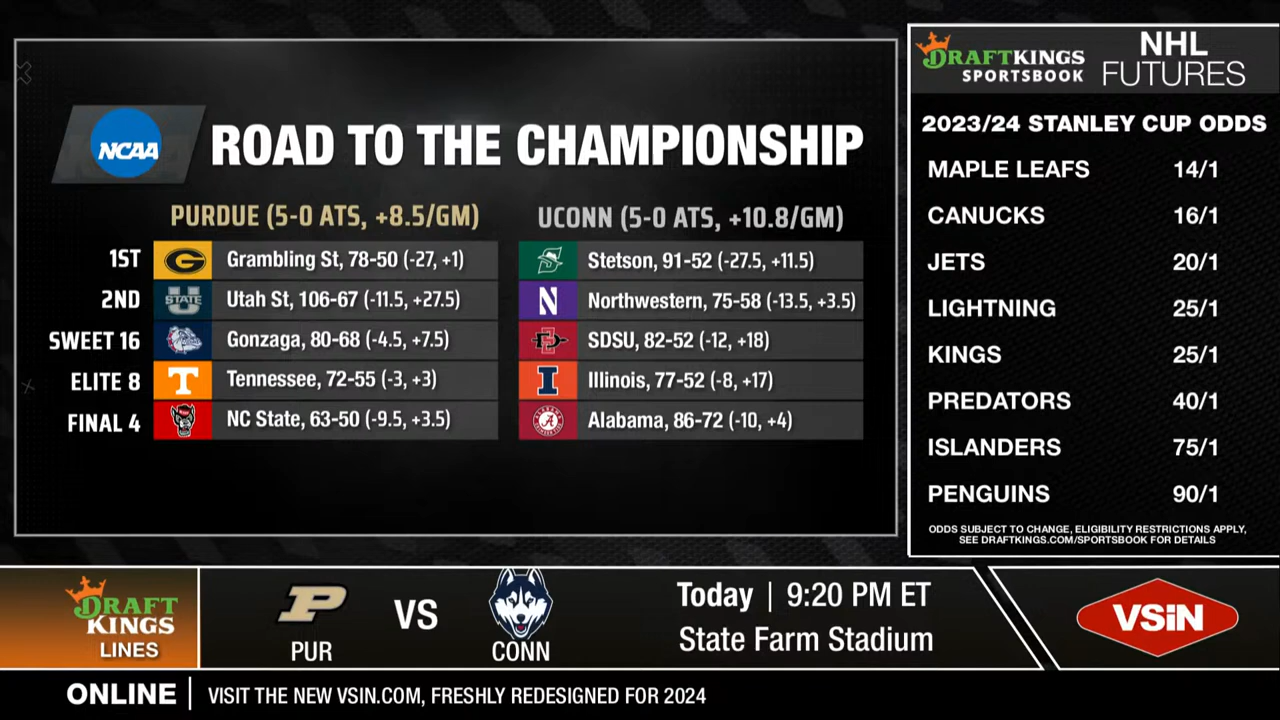 NCAA
ROAD TO THE CHAMPIONSHIP
PURDUE (5-0 ATS, +8.5/GM)
1ST
G
Grambling St, 78-50 (-27, +1)
2ND
U STATE
Utah St, 106-67 (-11.5, +27.5)
SWEET 16
Gonzaga, 80-68 (-4.5, +7.5)
ELITE 8
T
Tennessee, 72-55 (-3, +3)
FINAL 4
NC State, 63-50 (-9.5, +3.5)
UCONN (5-0 ATS, +10.8/GM)
S
Stetson, 91-52 (-27.5, +11.5)
N
Northwestern, 75-58 (-13.5, +3.5)
SD
SDSU, 82-52 (-12, +18)
I
Illinois, 77-52 (-8, +17)
A
Alabama, 86-72 (-10, +4)
DRAFTKINGS
SPORTSBOOK
NHL
FUTURES
2023/24 STANLEY CUP ODDS
MAPLE LEAFS 14/1
CANUCKS 16/1
JETS 20/1
LIGHTNING 25/1
KINGS 25/1
PREDATORS 40/1
ISLANDERS 75/1
PENGUINS 90/1
ODDS SUBJECT TO CHANGE, ELIGIBILITY RESTRICTIONS APPLY,
SEE DRAFTKINGS.COM/SPORTSBOOK FOR DETAILS
DRAFT
KINGS
LINES
P
PUR
VS
CONN
Today | 9:20 PM ET
State Farm Stadium
VSiN
ONLINE | VISIT THE NEW VSIN.COM, FRESHLY REDESIGNED FOR 2024